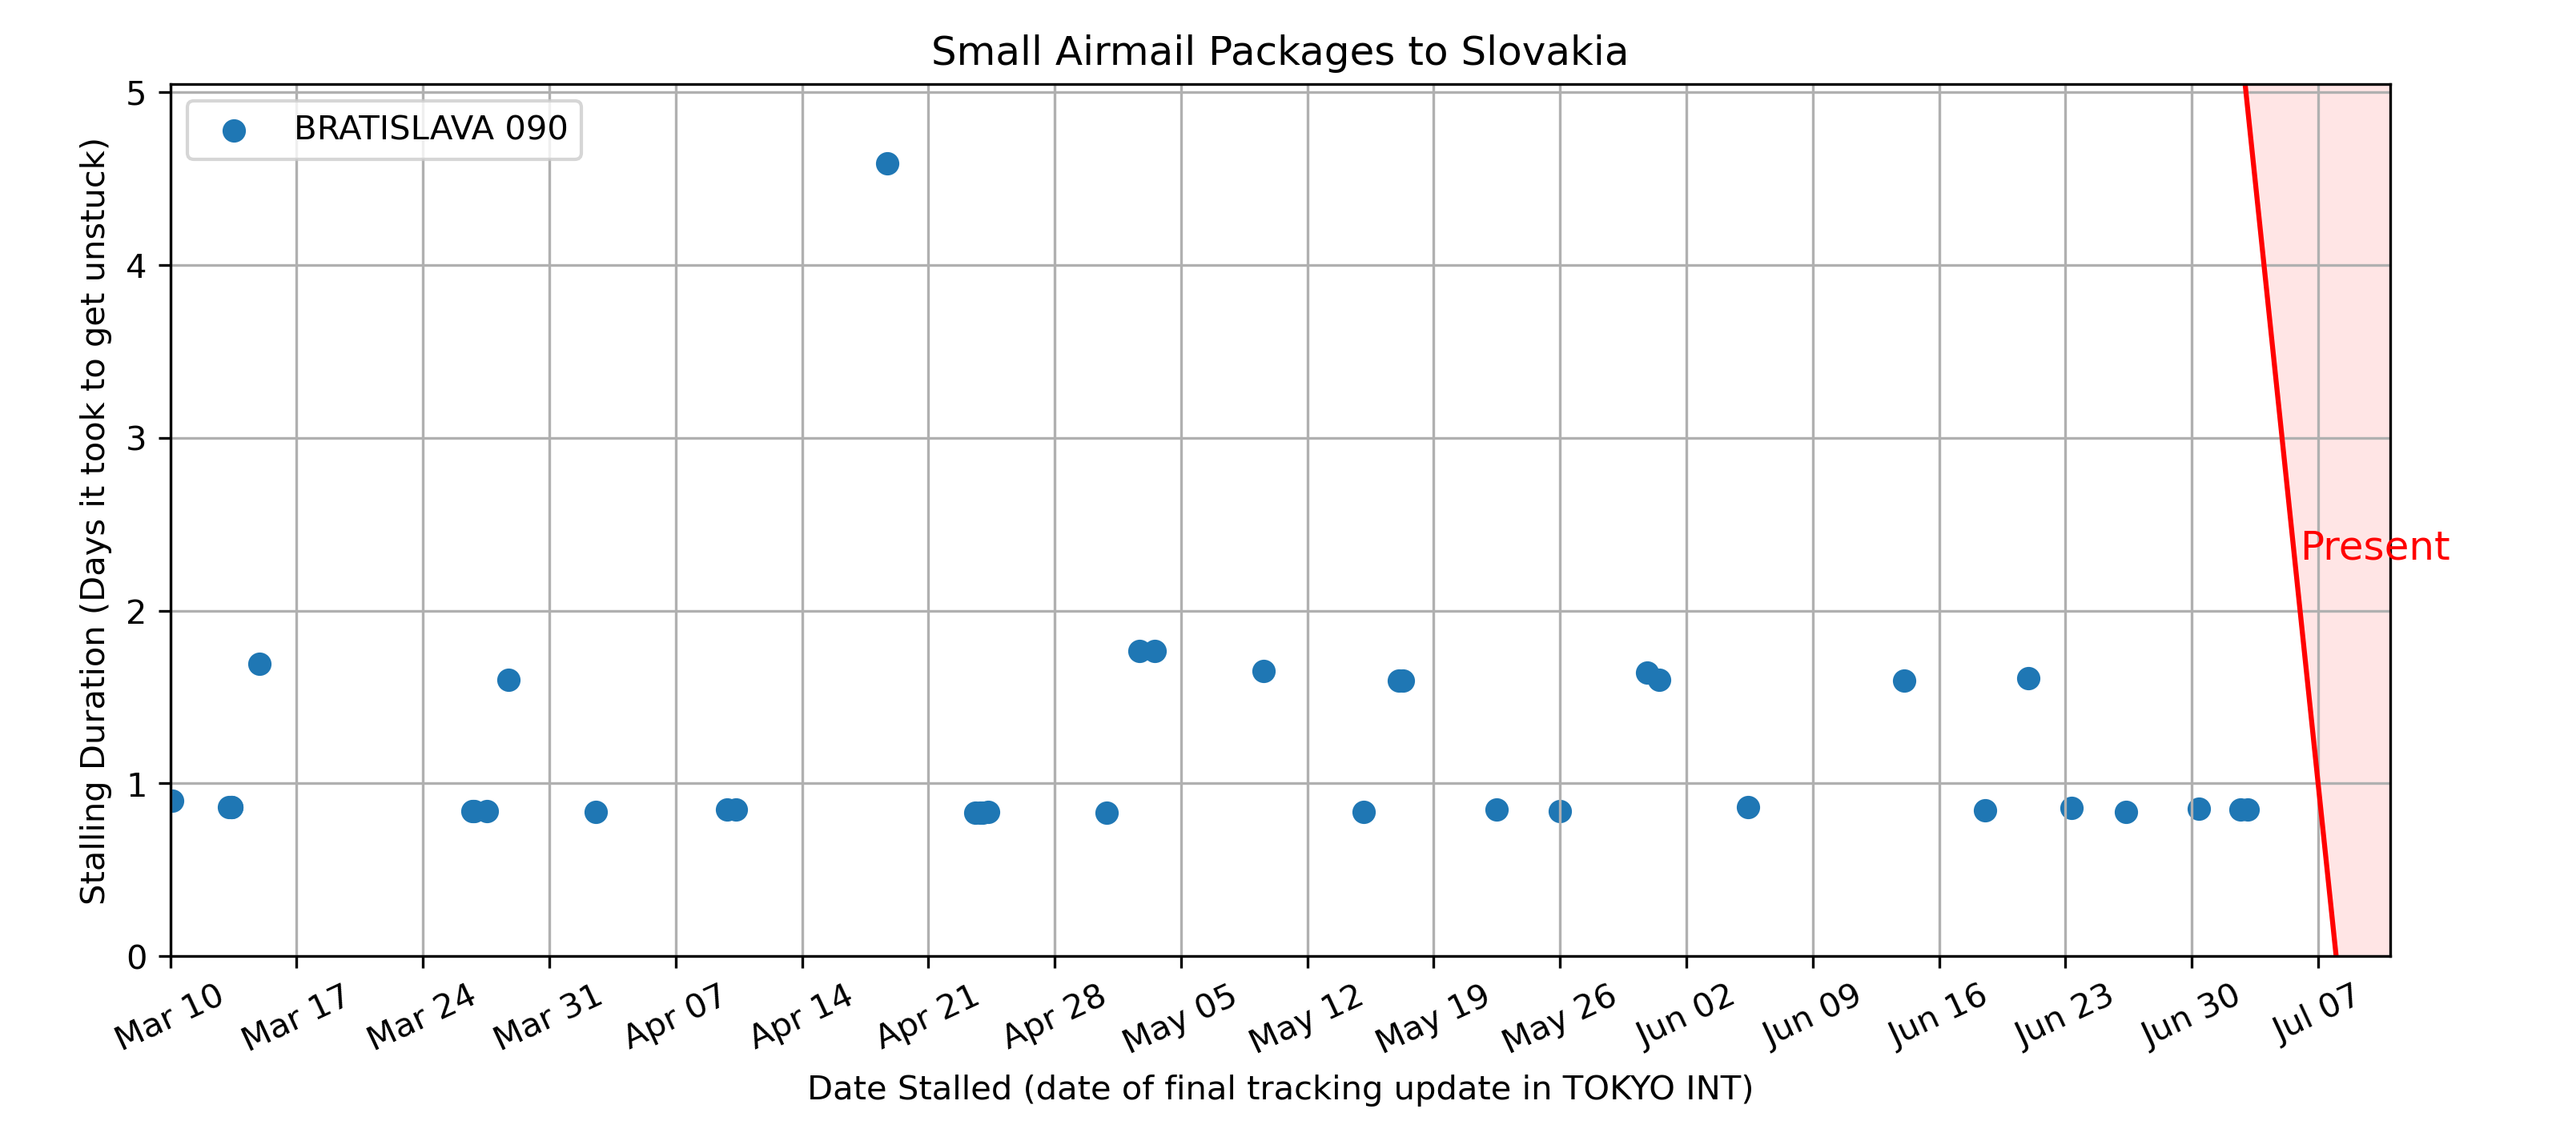 Small Airmail Packages to Slovakia
BRATISLAVA 090
Stalling Duration (Days it took to get unstuck)
5
4
3
2
1
0
Present
Mar 10
Mar 17
Mar 24
Mar 31
Apr 07
Apr 14
Apr 21
Apr 28
May 05
May 12
May 19
May 26
Jun 02
Jun 09
Jun 16
Jun 23
Jun 30
Jul 07
Date Stalled (date of final tracking update in TOKYO INT)